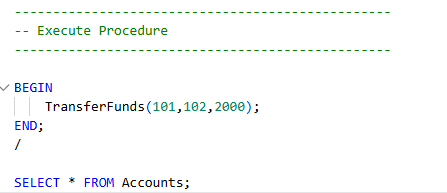 --------------------------------------------------
-- Execute Procedure
--------------------------------------------------
BEGIN
    TransferFunds(101,102,2000);
END;
/
SELECT * FROM Accounts;